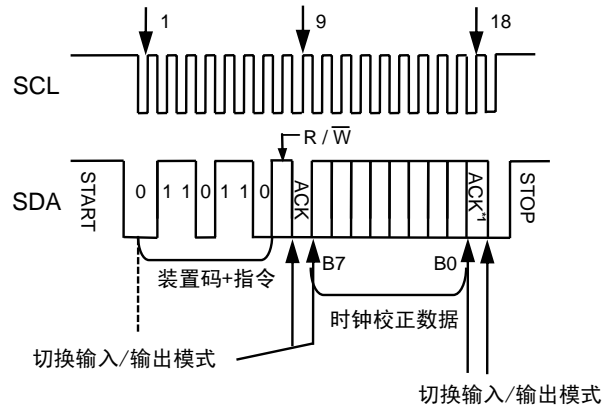 1 9 18
SCL
R / W̅
SDA
START
0 1 1 0 1 1 0
ACK
ACK*1
STOP
B7 B0
装置码+指令
时钟校正数据
切换输入/输出模式
切换输入/输出模式